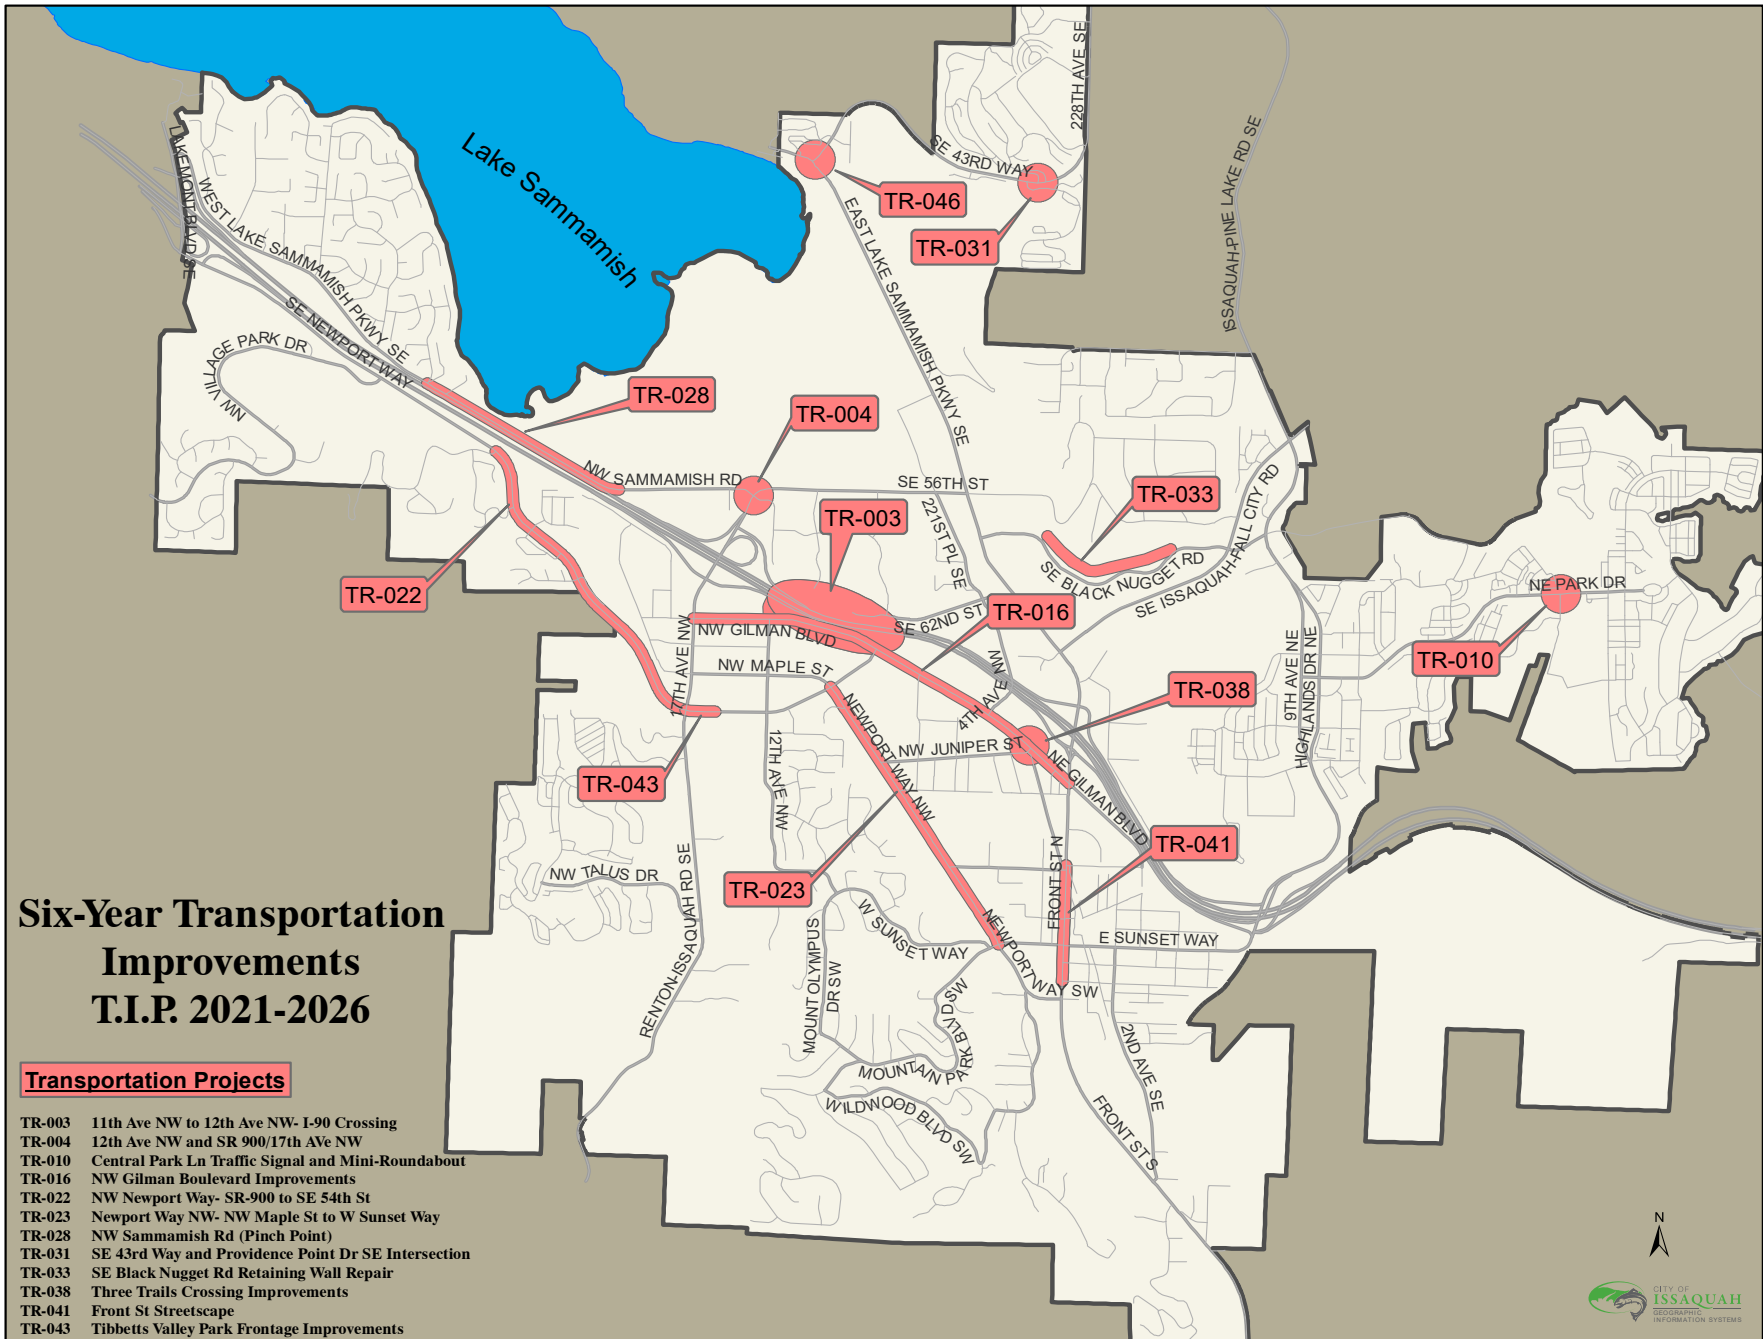 228TH AVE SE
SE 43RD WAY
TR-046
TR-031
Lake Sammamish
LAKEMONT BLVD SE
WEST LAKE SAMMAMISH PKWY SE
SE NEWPORT WAY
NW VILLAGE PARK DR
EAST LAKE SAMMAMISH PKWY SE
ISSAQUAH-PINE LAKE RD SE
TR-028
TR-004
NW SAMMAMISH RD
SE 56TH ST
TR-003
TR-033
221ST PL SE
SE BLACK NUGGET RD
SE ISSAQUAH-FALL CITY RD
TR-022
TR-016
SE 62ND ST
NW GILMAN BLVD
NW MAPLE ST
17TH AVE NW
NE PARK DR
TR-010
9TH AVE NE
HIGHLANDS DR NE
TR-038
4TH AVE NW
NW JUNIPER ST
NE GILMAN BLVD
NEWPORT WAY NW
12TH AVE NW
TR-043
TR-041
TR-023
FRONT ST N
NW TALUS DR
RENTON-ISSAQUAH RD SE
W SUNSET WAY
E SUNSET WAY
NEWPORT WAY SW
MOUNT OLYMPUS
DR SW
MOUNTAIN PARK BLVD SW
WILDWOOD BLVD SW
2ND AVE SE
FRONT ST S
Six-Year Transportation
Improvements
T.I.P. 2021-2026
Transportation Projects
TR-003 11th Ave NW to 12th Ave NW- I-90 Crossing
TR-004 12th Ave NW and SR 900/17th AVe NW
TR-010 Central Park Ln Traffic Signal and Mini-Roundabout
TR-016 NW Gilman Boulevard Improvements
TR-022 NW Newport Way- SR-900 to SE 54th St
TR-023 Newport Way NW- NW Maple St to W Sunset Way
TR-028 NW Sammamish Rd (Pinch Point)
TR-031 SE 43rd Way and Providence Point Dr SE Intersection
TR-033 SE Black Nugget Rd Retaining Wall Repair
TR-038 Three Trails Crossing Improvements
TR-041 Front St Streetscape
TR-043 Tibbetts Valley Park Frontage Improvements
N
CITY OF
ISSAQUAH
GEOGRAPHIC
INFORMATION SYSTEMS